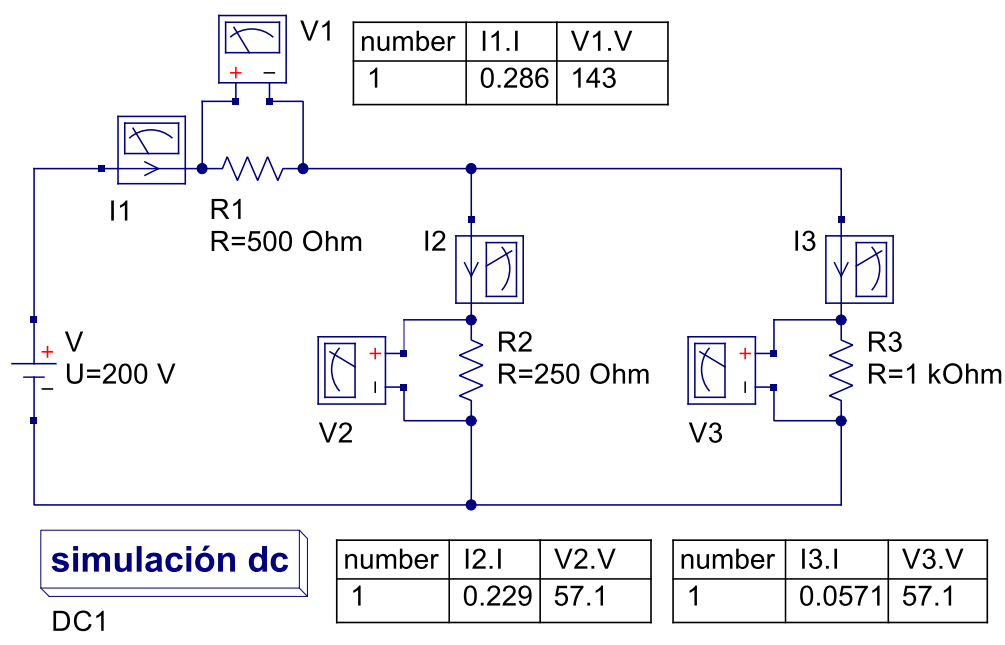 V1
number I1.I V1.V
1 0.286 143
+ −
I1
R1
R=500 Ohm
I2
I3
V
+
U=200 V
−
+
R2
R=250 Ohm
I
V2
+
R3
R=1 kOhm
I
V3
simulación dc
DC1
number I2.I V2.V
1 0.229 57.1
number I3.I V3.V
1 0.0571 57.1